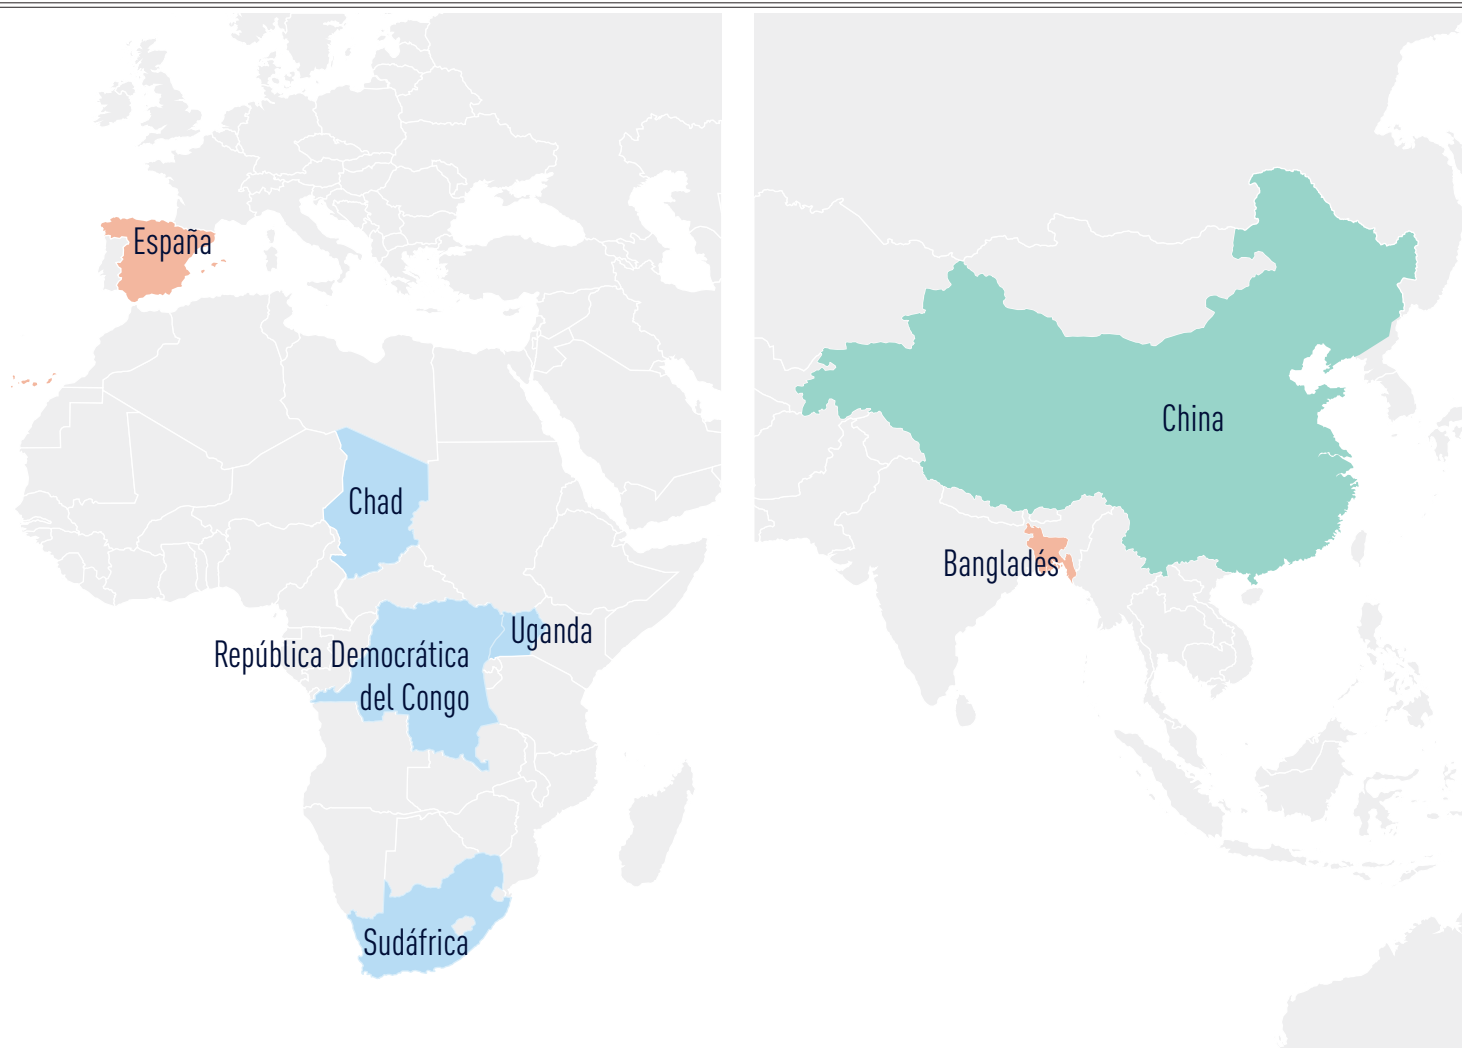 España
Chad
Uganda
República Democrática
del Congo
Sudáfrica
China
Bangladés